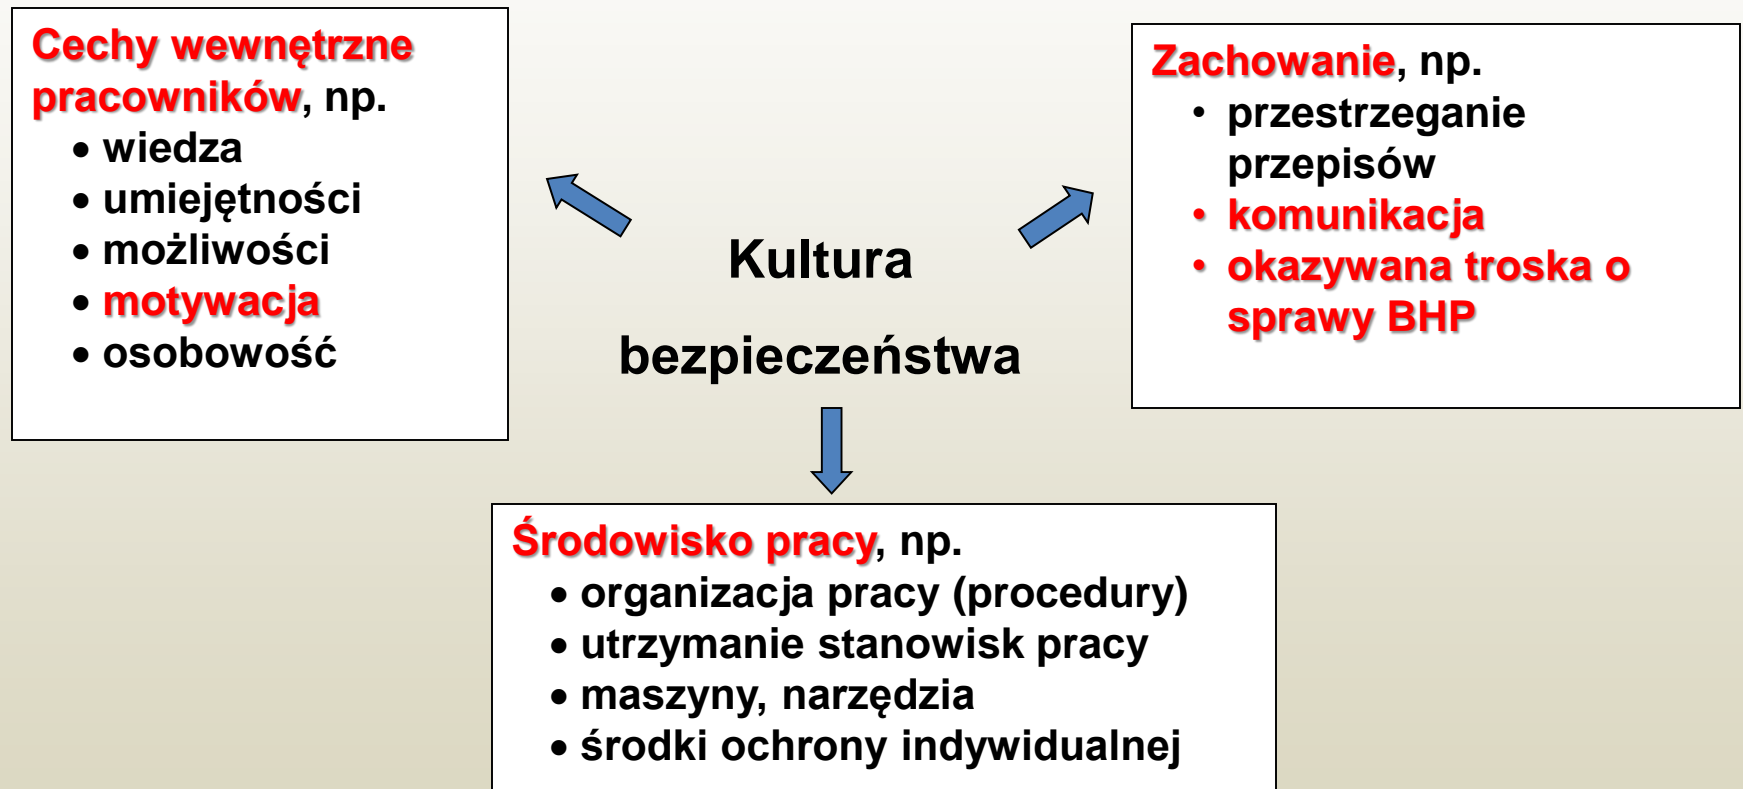 Cechy wewnętrzne
pracowników, np.
• wiedza
• umiejętności
• możliwości
• motywacja
• osobowość
Zachowanie, np.
• przestrzeganie
przepisów
• komunikacja
• okazywana troska o
sprawy BHP
Kultura
bezpieczeństwa
Środowisko pracy, np.
• organizacja pracy (procedury)
• utrzymanie stanowisk pracy
• maszyny, narzędzia
• środki ochrony indywidualnej